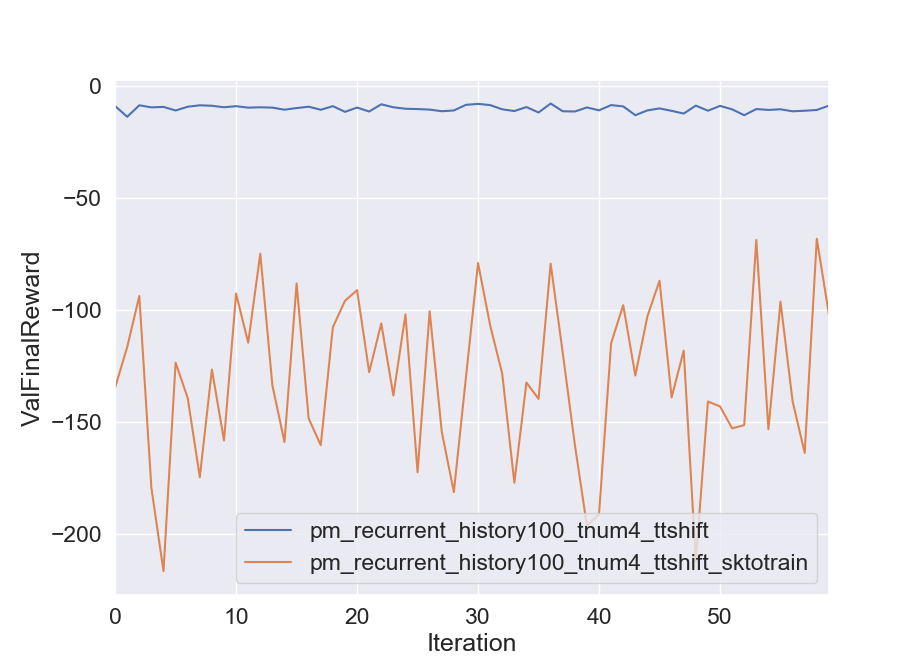 0
−50
−100
−150
−200
ValFinalReward
pm_recurrent_history100_tnum4_ttshift
pm_recurrent_history100_tnum4_ttshift_sktotrain
0 10 20 30 40 50
Iteration